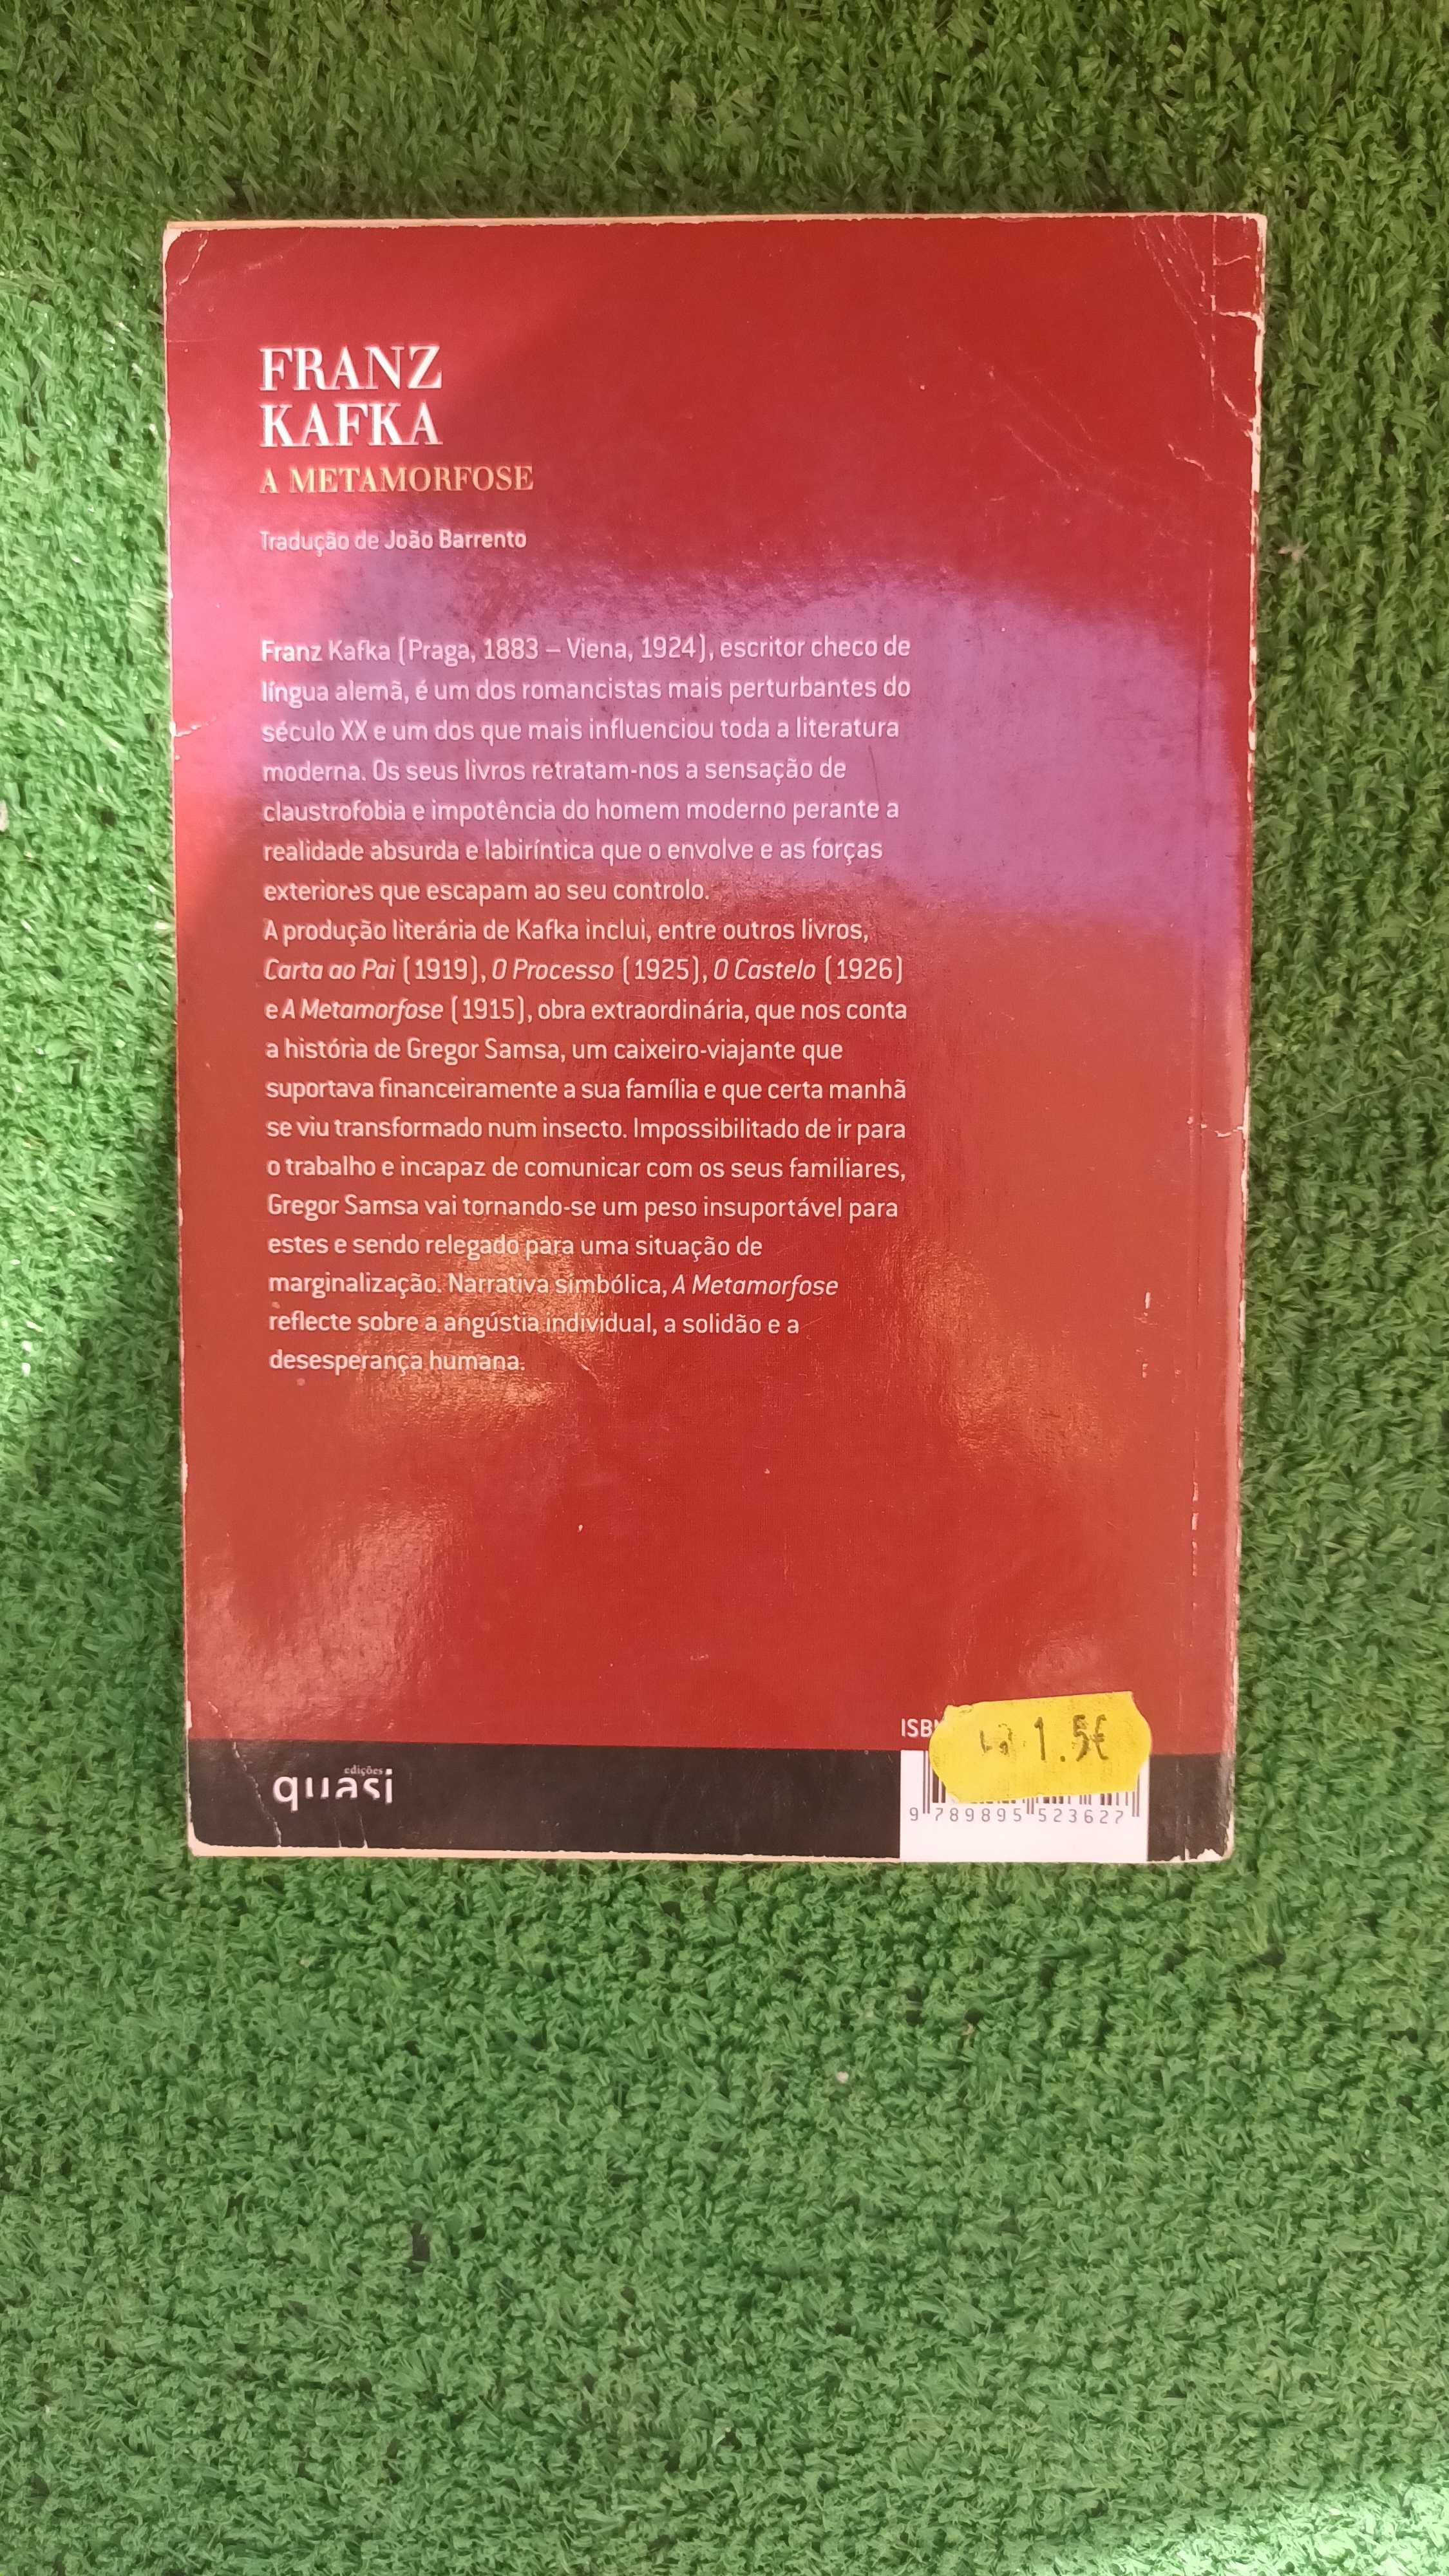 FRANZ
KAFKA
A METAMORFOSE
Tradução de João Barrento
Franz Kafka (Praga, 1883 – Viena, 1924), escritor checo de
língua alemã, é um dos romancistas mais perturbantes do
século XX e um dos que mais influenciou toda a literatura
moderna. Os seus livros retratam-nos a sensação de
claustrofobia e impotência do homem moderno perante a
realidade absurda e labiríntica que o envolve e as forças
exteriores que escapam ao seu controlo.
A produção literária de Kafka inclui, entre outros livros,
Carta ao Pai (1919), O Processo (1925), O Castelo (1926)
e A Metamorfose (1915), obra extraordinária, que nos conta
a história de Gregor Samsa, um caixeiro-viajante que
suportava financeiramente a sua família e que certa manhã
se viu transformado num insecto. Impossibilitado de ir para
o trabalho e incapaz de comunicar com os seus familiares,
Gregor Samsa vai tornando-se um peso insuportável para
estes e sendo relegado para uma situação de
marginalização. Narrativa simbólica, A Metamorfose
reflecte sobre a angústia individual, a solidão e a
desesperança humana.
ISBN
1.5€
edições
quasi
9 789895 523627